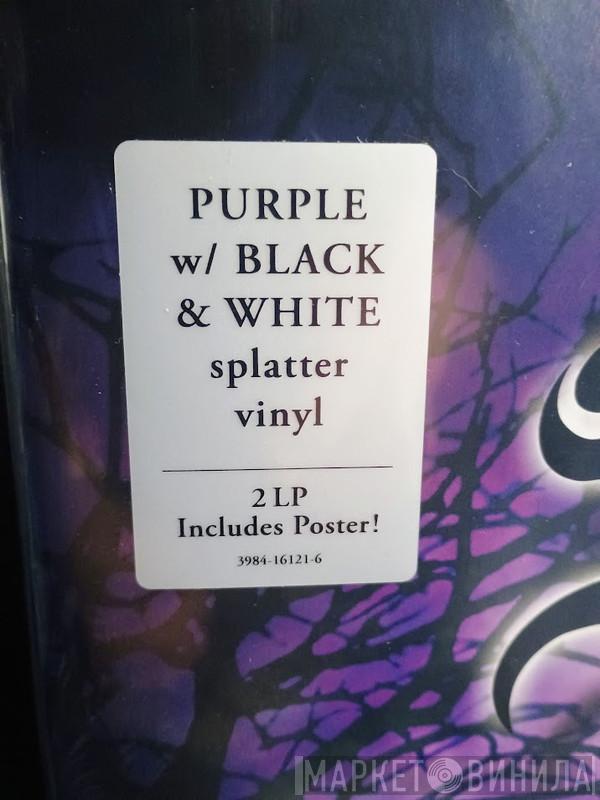 PURPLE
w/ BLACK
& WHITE
splatter
vinyl
2 LP
Includes Poster!
3984-16121-6
МАРКЕТ ВИНИЛА